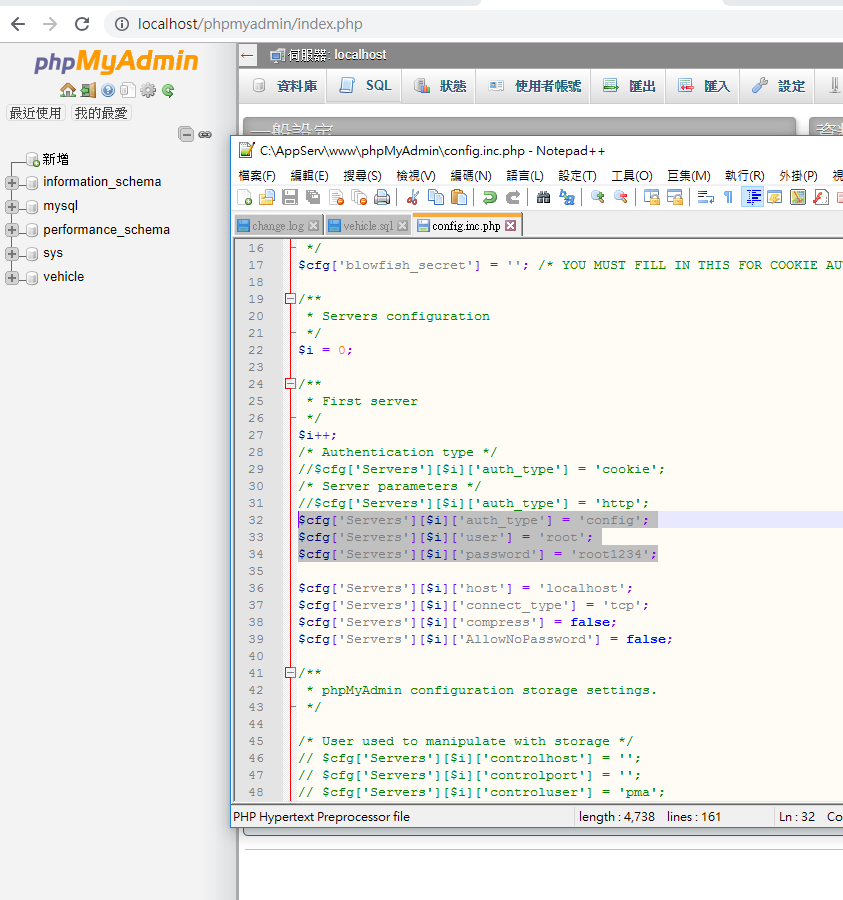 localhost/phpmyadmin/index.php
phpMyAdmin
最近使用 我的最愛
新增
information_schema
mysql
performance_schema
sys
vehicle
伺服器: localhost
資料庫 SQL 狀態 使用者帳號 匯出 匯入 設定
一般設定
C:\AppServ\www\phpMyAdmin\config.inc.php - Notepad++
檔案(F) 編輯(E) 搜尋(S) 檢視(V) 編碼(N) 語言(L) 設定(T) 工具(O) 巨集(M) 執行(R) 外掛(P) 視
change.log vehicle.sql config.inc.php
16 */
17 $cfg['blowfish_secret'] = ''; /* YOU MUST FILL IN THIS FOR COOKIE AU
18
19 /**
20 * Servers configuration
21 */
22 $i = 0;
23
24 /**
25 * First server
26 */
27 $i++;
28 /* Authentication type */
29 //$cfg['Servers'][$i]['auth_type'] = 'cookie';
30 /* Server parameters */
31 //$cfg['Servers'][$i]['auth_type'] = 'http';
32 $cfg['Servers'][$i]['auth_type'] = 'config';
33 $cfg['Servers'][$i]['user'] = 'root';
34 $cfg['Servers'][$i]['password'] = 'root1234';
35
36 $cfg['Servers'][$i]['host'] = 'localhost';
37 $cfg['Servers'][$i]['connect_type'] = 'tcp';
38 $cfg['Servers'][$i]['compress'] = false;
39 $cfg['Servers'][$i]['AllowNoPassword'] = false;
40
41 /**
42 * phpMyAdmin configuration storage settings.
43 */
44
45 /* User used to manipulate with storage */
46 // $cfg['Servers'][$i]['controlhost'] = '';
47 // $cfg['Servers'][$i]['controlport'] = '';
48 // $cfg['Servers'][$i]['controluser'] = 'pma';
PHP Hypertext Preprocessor file length : 4,738 lines : 161 Ln : 32 Co